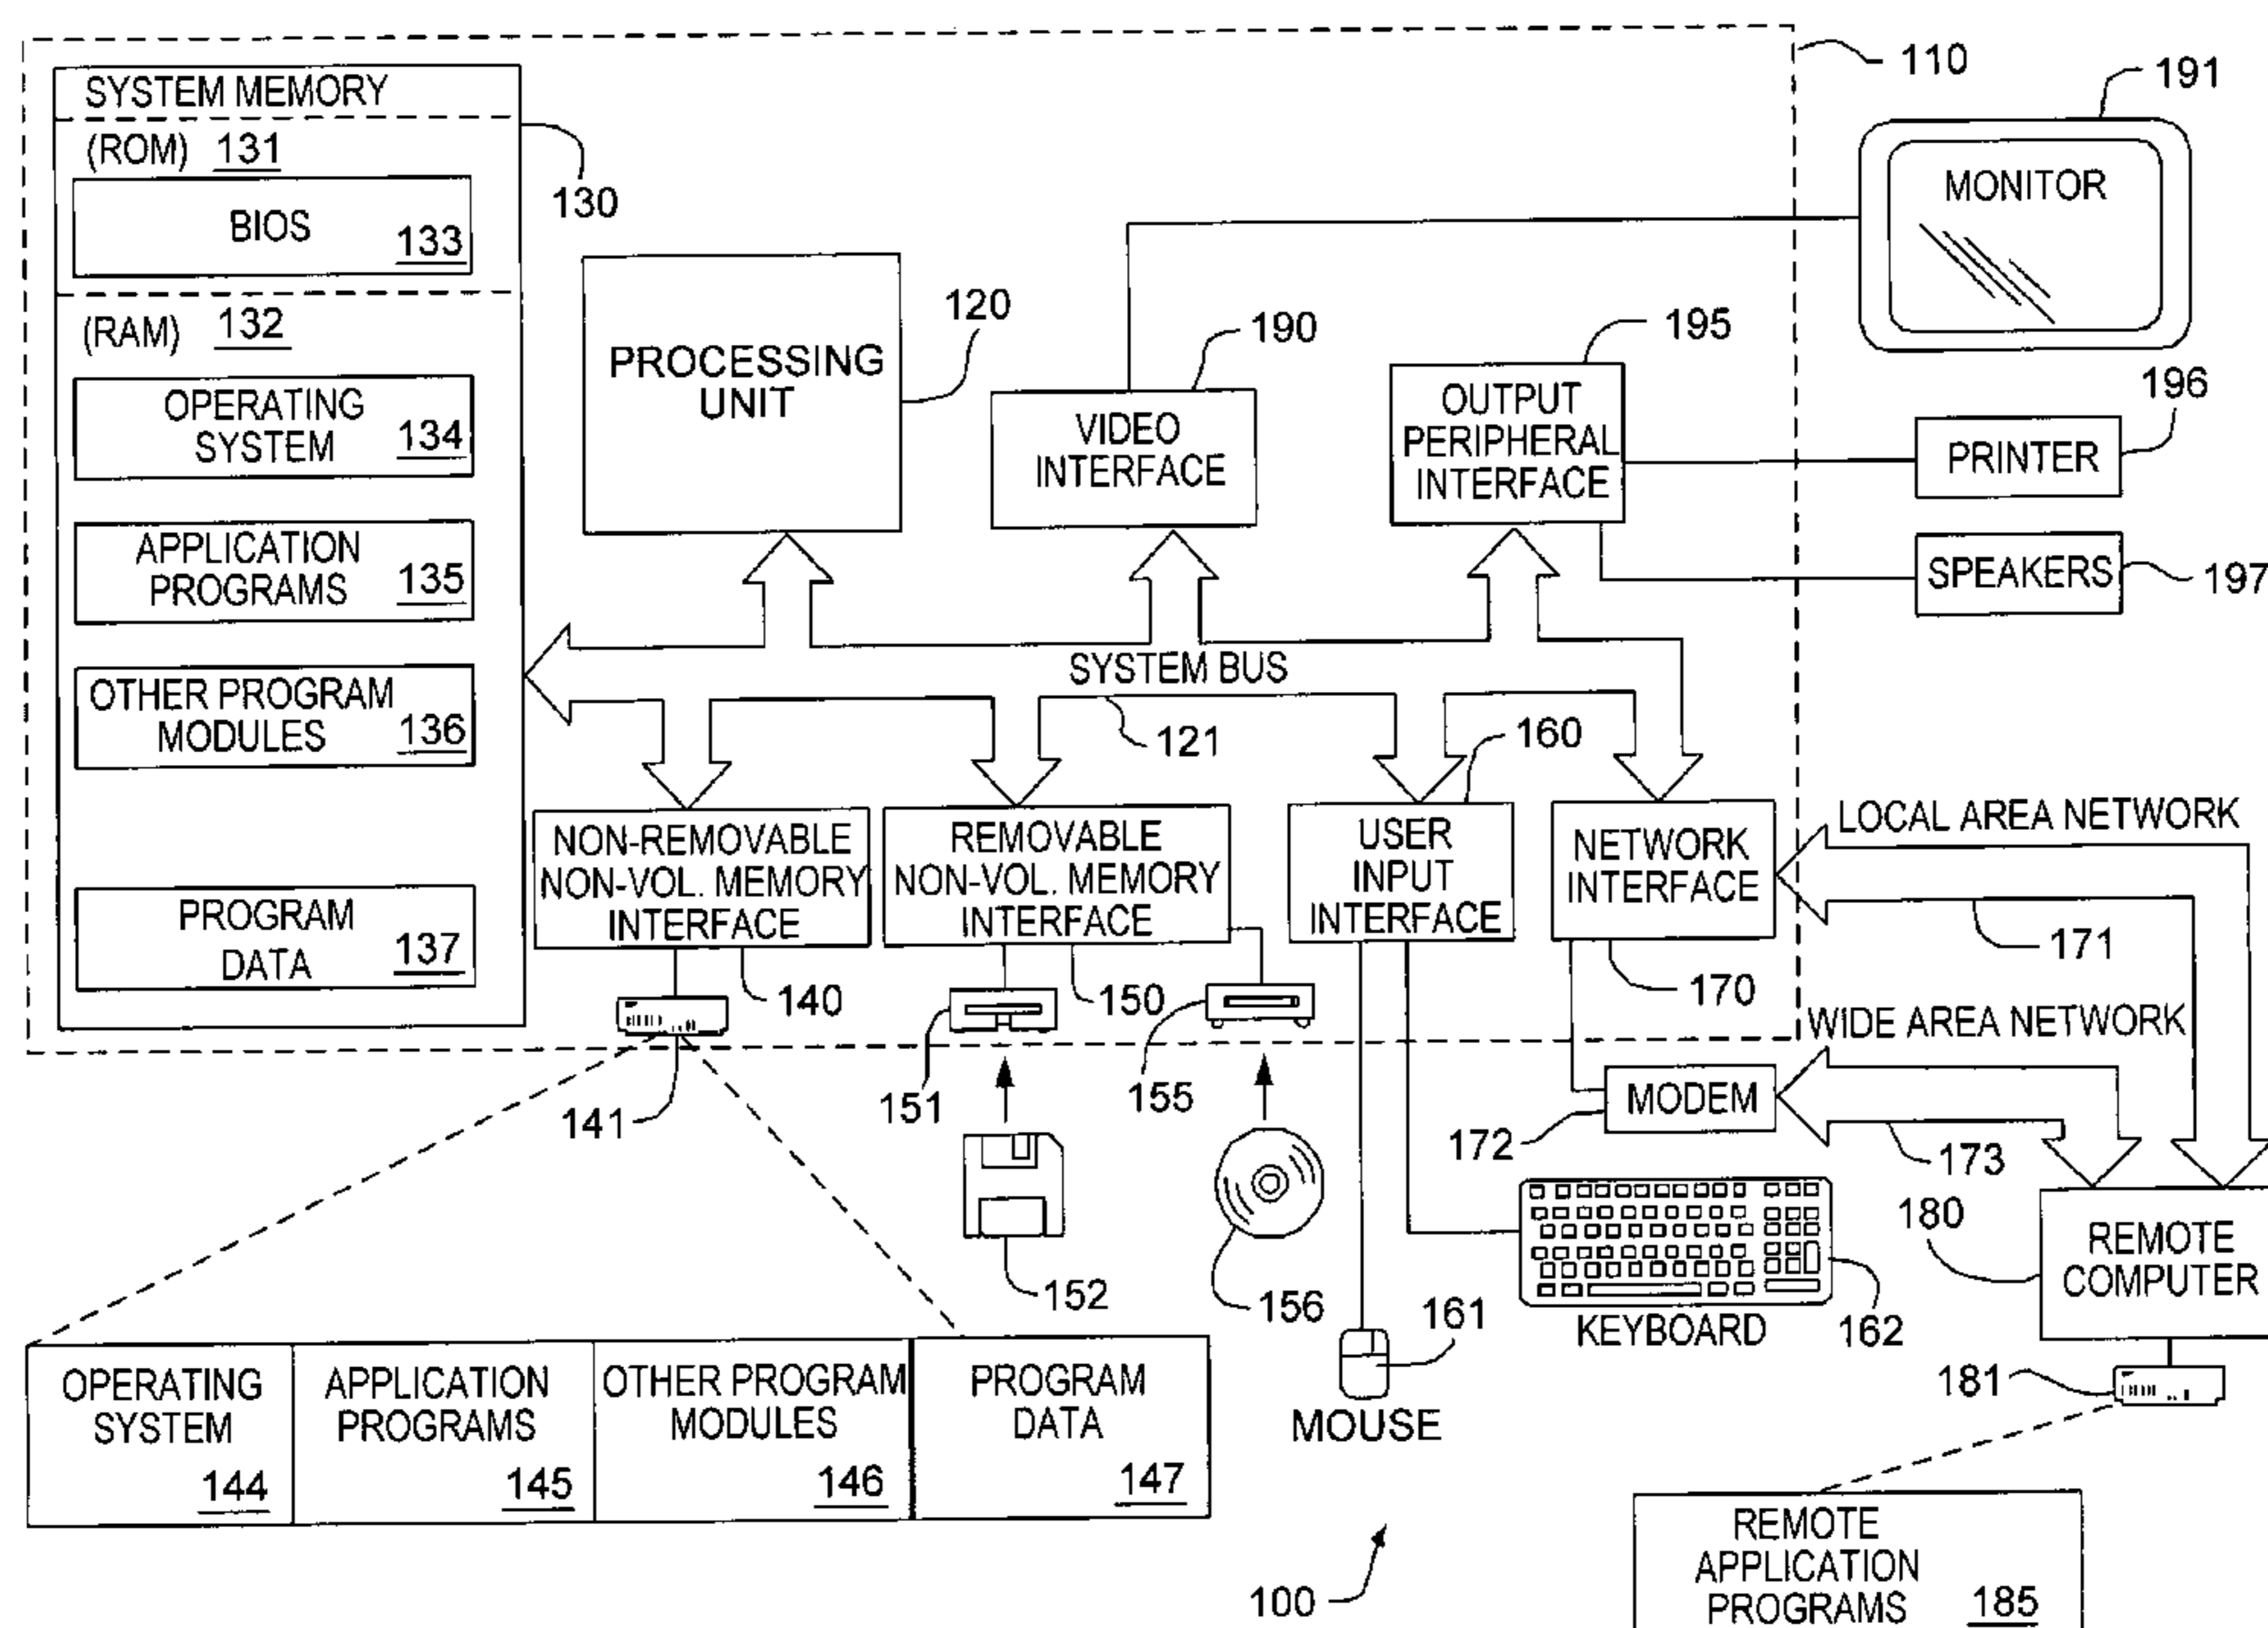 110
191
SYSTEM MEMORY
(ROM) 131
BIOS
133
130
(RAM) 132
OPERATING
SYSTEM
134
APPLICATION
PROGRAMS
135
OTHER PROGRAM
MODULES
136
PROGRAM
DATA
137
PROCESSING
UNIT
120
VIDEO
INTERFACE
190
OUTPUT
PERIPHERAL
INTERFACE
195
MONITOR
196
PRINTER
SPEAKERS
197
SYSTEM BUS
121
160
NON-REMOVABLE
NON-VOL. MEMORY
INTERFACE
140
REMOVABLE
NON-VOL. MEMORY
INTERFACE
150
USER
INPUT
INTERFACE
NETWORK
INTERFACE
170
LOCAL AREA NETWORK
171
WIDE AREA NETWORK
141
151
155
172
MODEM
173
180
REMOTE
COMPUTER
152
156
161
MOUSE
KEYBOARD
162
181
OPERATING
SYSTEM
144
APPLICATION
PROGRAMS
145
OTHER PROGRAM
MODULES
146
PROGRAM
DATA
147
100
REMOTE
APPLICATION
PROGRAMS
185